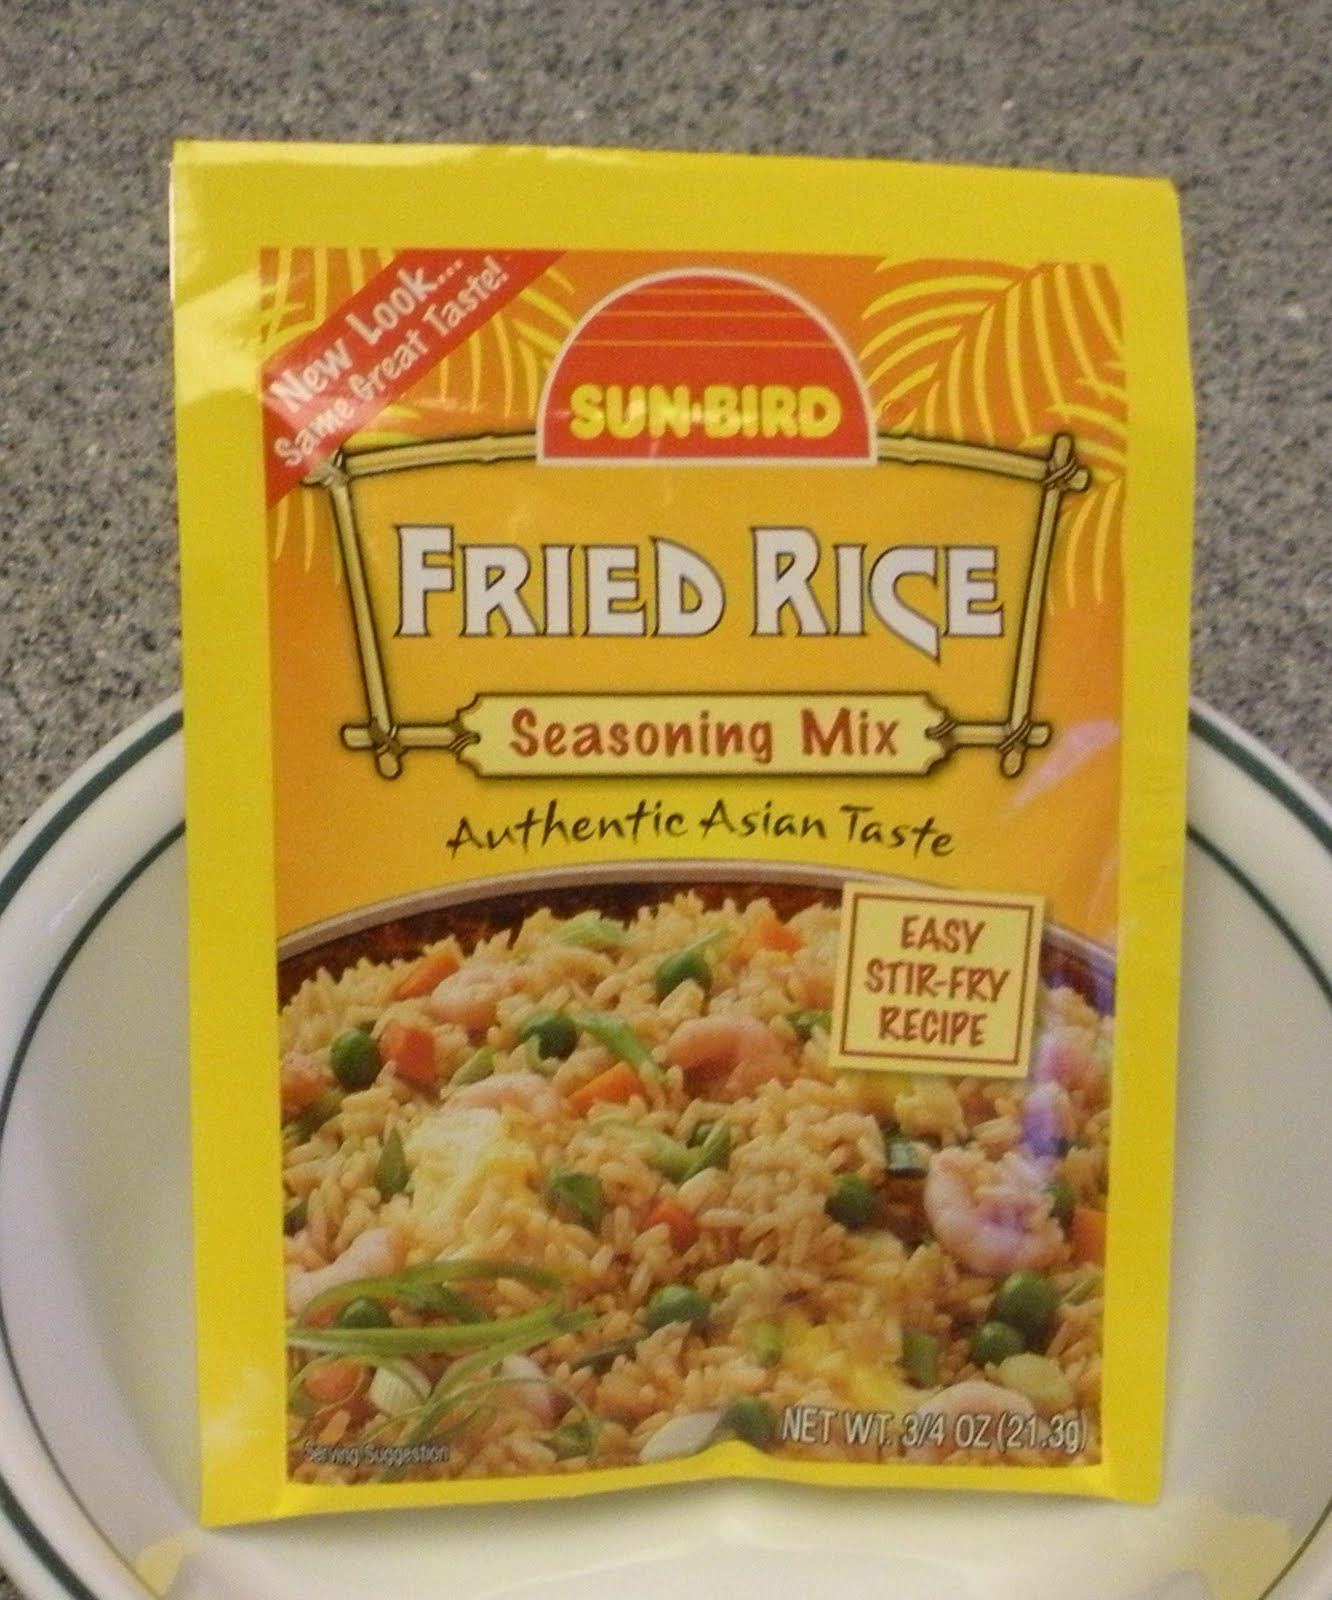 New Look...
Same Great Taste!
SUN·BIRD
FRIED RICE
Seasoning Mix
Authentic Asian Taste
EASY
STIR-FRY
RECIPE
NET WT. 3/4 OZ (21.3g)
Serving Suggestion